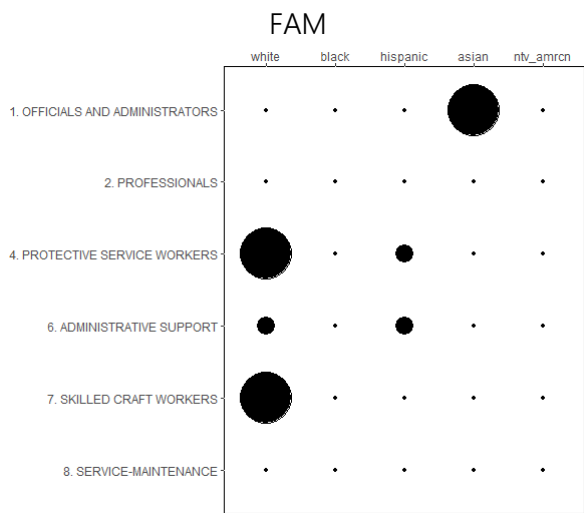 FAM
white black hispanic asian ntv_amrcn
1. OFFICIALS AND ADMINISTRATORS
2. PROFESSIONALS
4. PROTECTIVE SERVICE WORKERS
6. ADMINISTRATIVE SUPPORT
7. SKILLED CRAFT WORKERS
8. SERVICE-MAINTENANCE